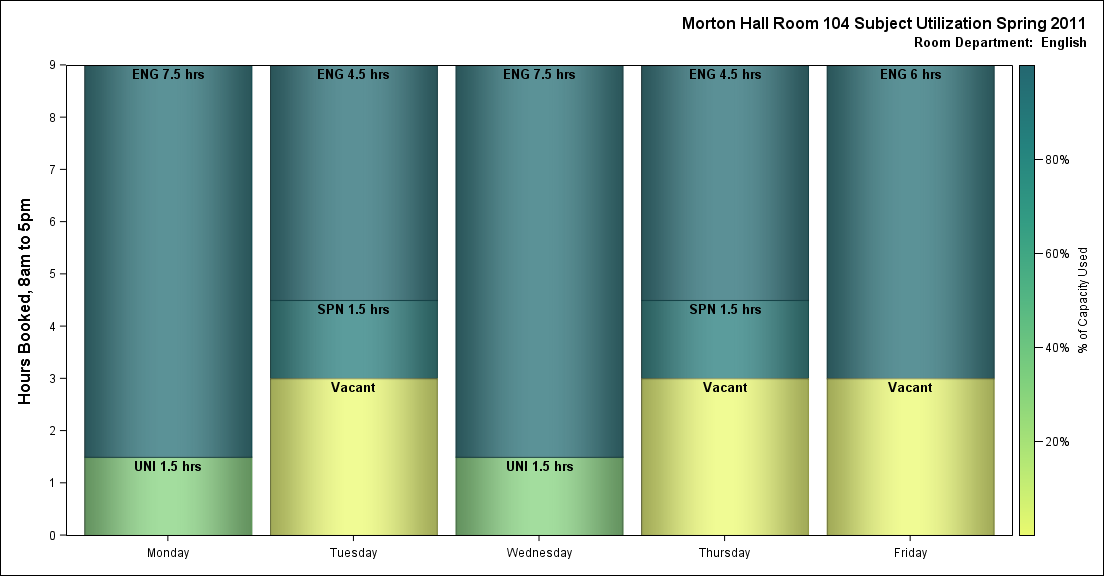 Morton Hall Room 104 Subject Utilization Spring 2011
Room Department:  English
Hours Booked, 8am to 5pm
9
8
7
6
5
4
3
2
1
0
ENG 7.5 hrs
ENG 4.5 hrs
ENG 7.5 hrs
ENG 4.5 hrs
ENG 6 hrs
SPN 1.5 hrs
SPN 1.5 hrs
Vacant
Vacant
Vacant
UNI 1.5 hrs
UNI 1.5 hrs
Monday
Tuesday
Wednesday
Thursday
Friday
80%
60%
40%
20%
% of Capacity Used